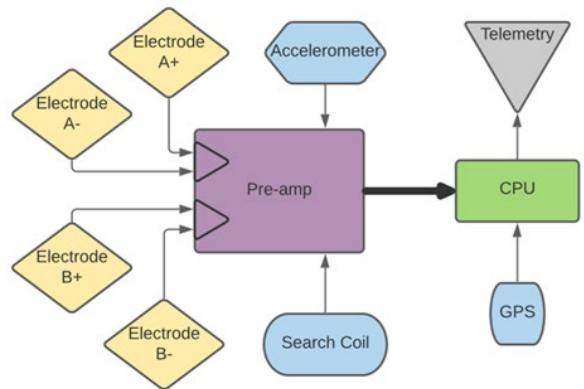 Electrode
A+
Accelerometer
Telemetry
Electrode
A-
Pre-amp
CPU
Electrode
B+
GPS
Electrode
B-
Search Coil